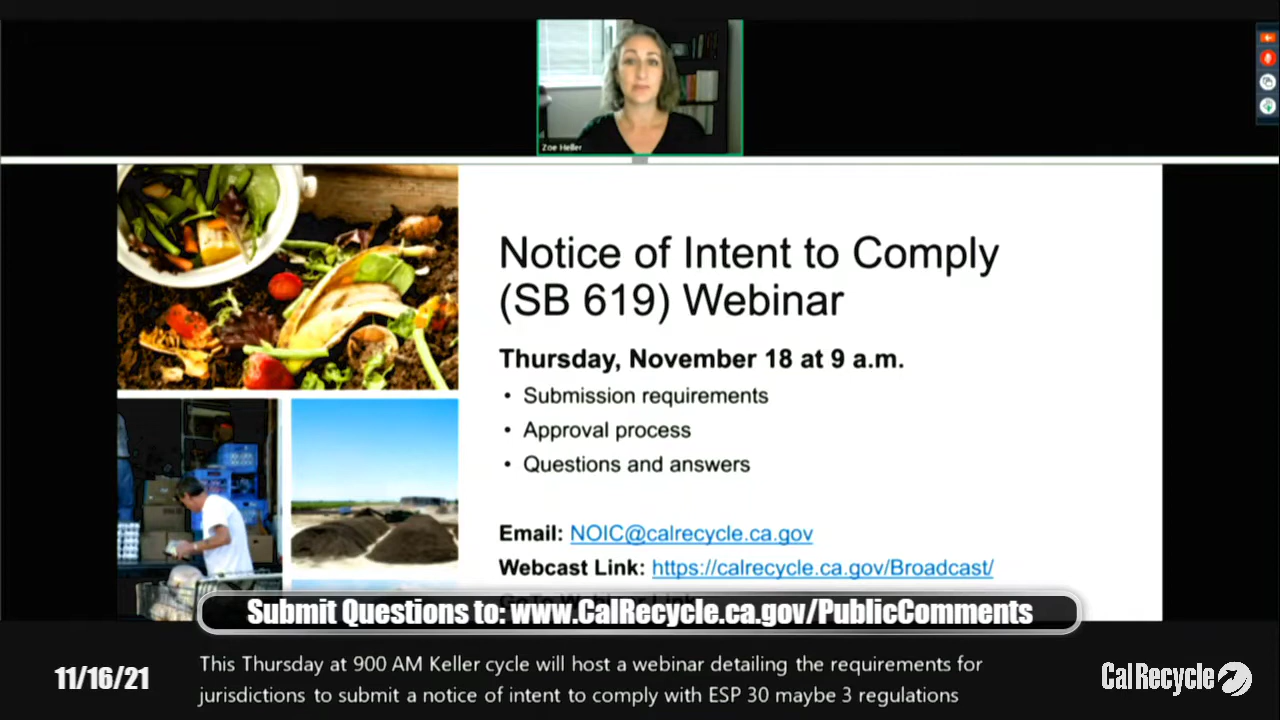 Zoe Heller
Notice of Intent to Comply
(SB 619) Webinar
Thursday, November 18 at 9 a.m.
• Submission requirements
• Approval process
• Questions and answers
Email: NOIC@calrecycle.ca.gov
Webcast Link: https://calrecycle.ca.gov/Broadcast/
Submit Questions to: www.CalRecycle.ca.gov/PublicComments
11/16/21
This Thursday at 900 AM Keller cycle will host a webinar detailing the requirements for
jurisdictions to submit a notice of intent to comply with ESP 30 maybe 3 regulations
CalRecycle